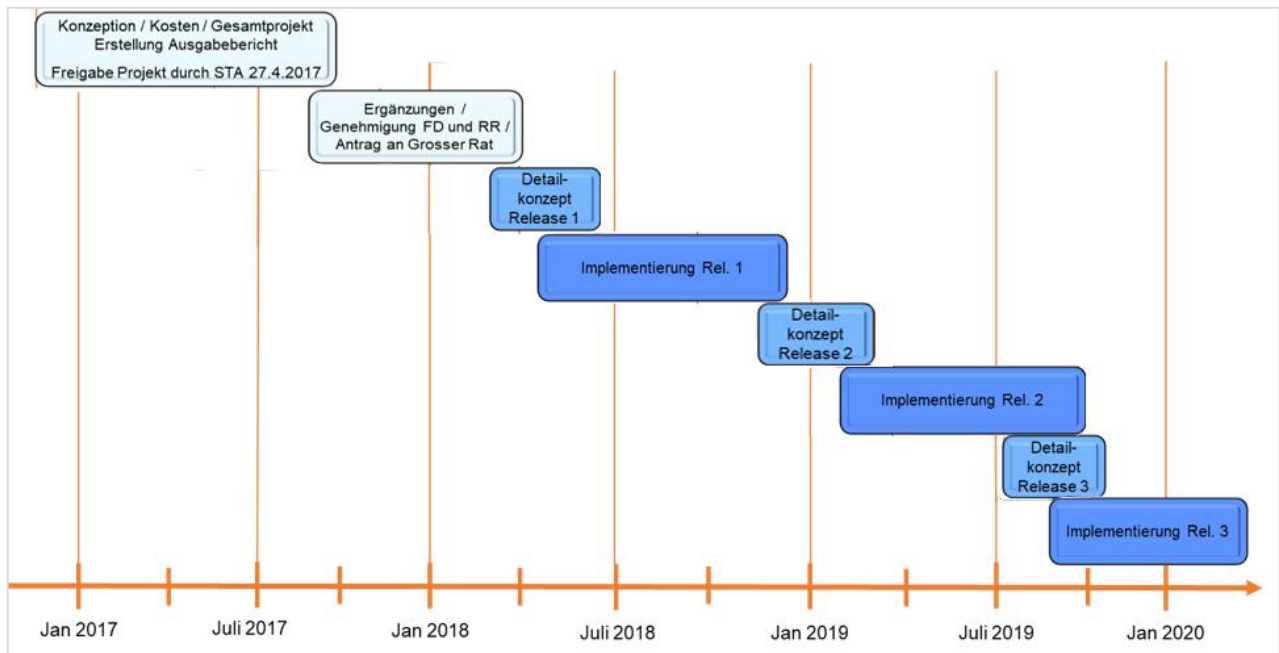 Konzeption / Kosten / Gesamtprojekt
Erstellung Ausgabebericht
Freigabe Projekt durch STA 27.4.2017
Ergänzungen /
Genehmigung FD und RR /
Antrag an Grosser Rat
Detail-
konzept
Release 1
Implementierung Rel. 1
Detail-
konzept
Release 2
Implementierung Rel. 2
Detail-
konzept
Release 3
Implementierung Rel. 3
Jan 2017
Juli 2017
Jan 2018
Juli 2018
Jan 2019
Juli 2019
Jan 2020